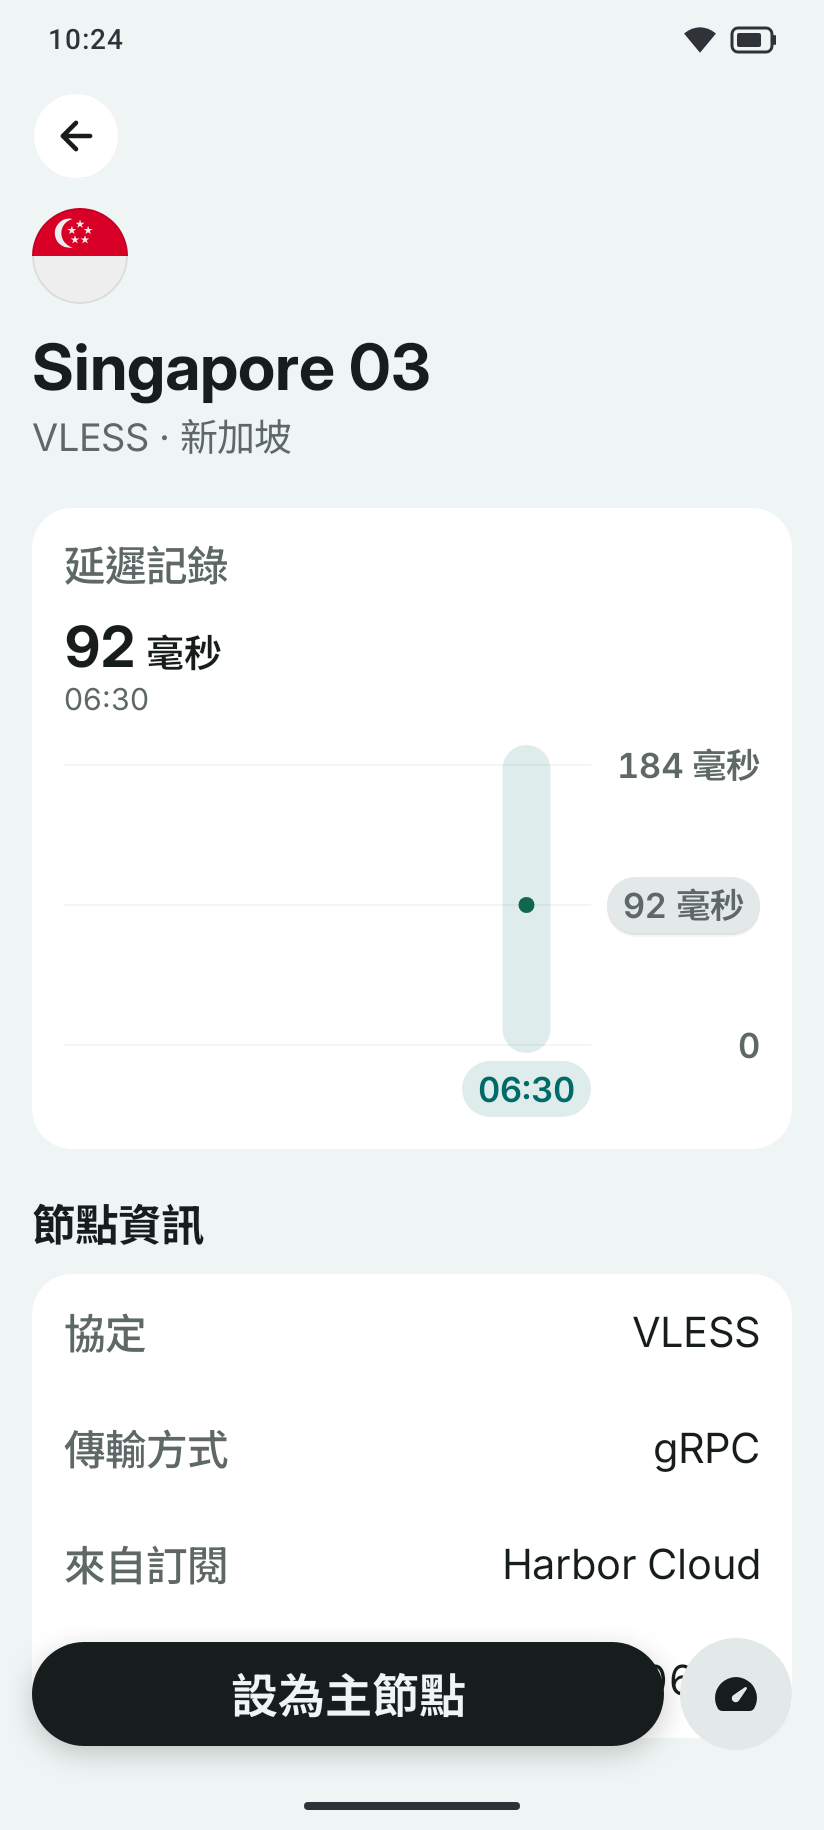 10:24
Singapore 03
VLESS · 新加坡
延遲記錄
92 毫秒
06:30
184 毫秒
92 毫秒
0
06:30
節點資訊
協定 VLESS
傳輸方式 gRPC
來自訂閱 Harbor Cloud
設為主節點